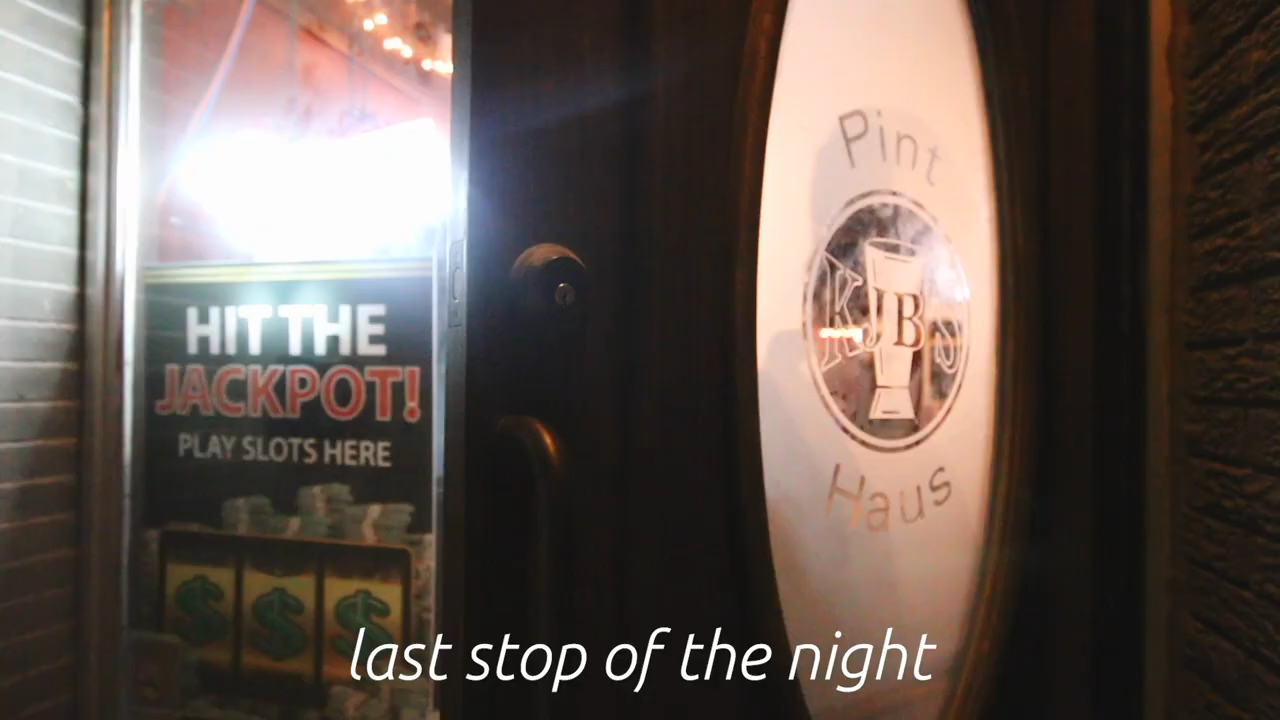 HIT THE
JACKPOT!
PLAY SLOTS HERE
$ $ $
Pint
KJB'S
Haus
last stop of the night